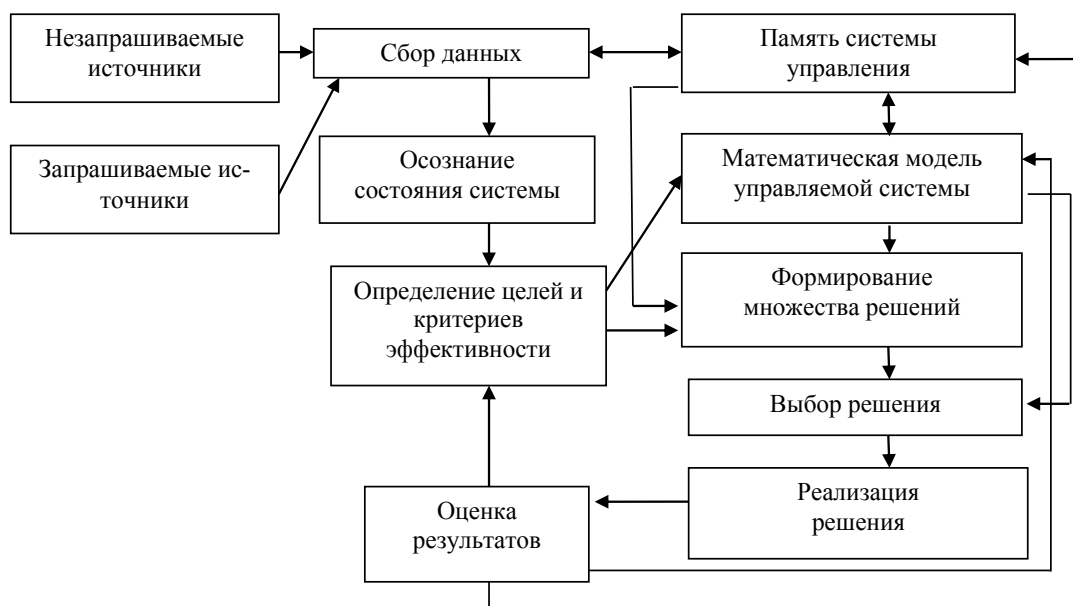 Незапрашиваемые
источники
Сбор данных
Память системы
управления
Запрашиваемые ис-
точники
Осознание
состояния системы
Математическая модель
управляемой системы
Определение целей и
критериев
эффективности
Формирование
множества решений
Выбор решения
Оценка
результатов
Реализация
решения